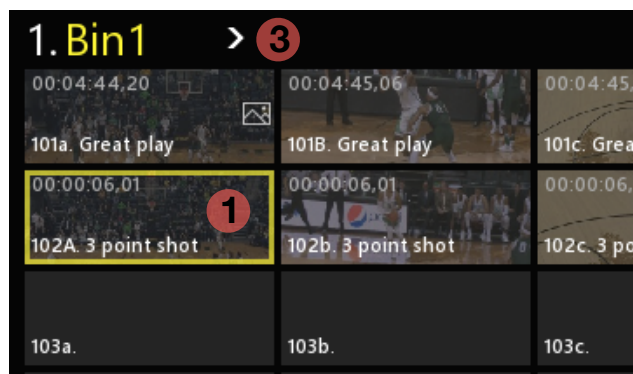 1. Bin1 > 3
00:04:44,20 00:04:45,06 00:04:45,
101a. Great play 101B. Great play 101c. Grea
00:00:06,01 1 00:00:06,01 00:00:06,
102A. 3 point shot 102b. 3 point shot 102c. 3 po
103a. 103b. 103c.